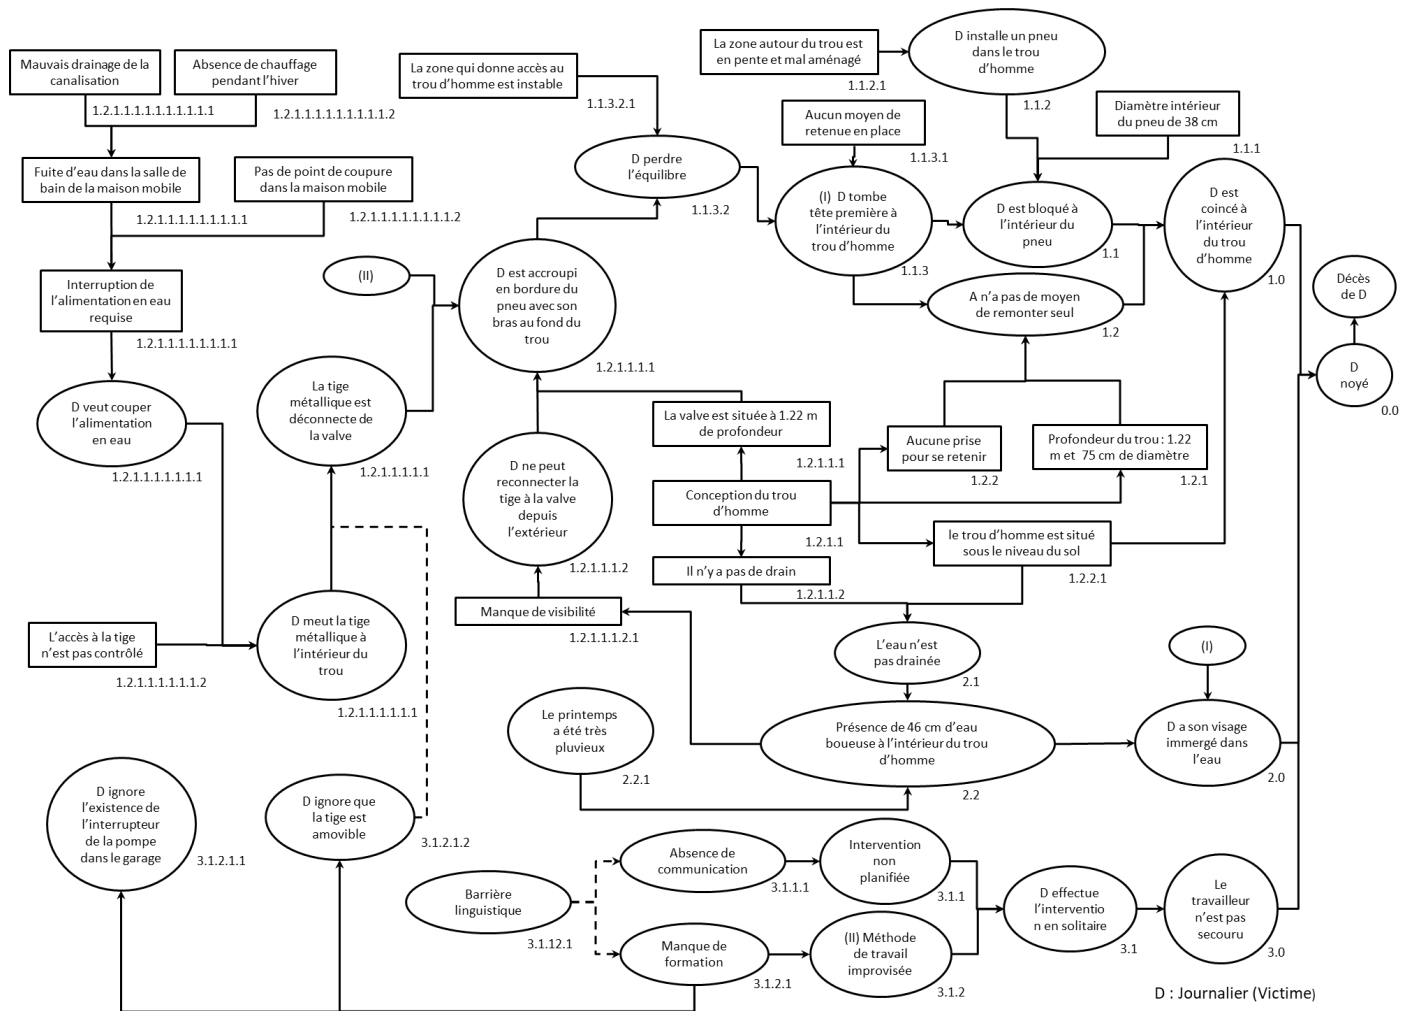 Mauvais drainage de la
canalisation
1.2.1.1.1.1.1.1.1.1.1.1
Absence de chauffage
pendant l'hiver
1.2.1.1.1.1.1.1.1.1.1.2
La zone qui donne accès au
trou d'homme est instable
1.1.3.2.1
La zone autour du trou est
en pente et mal aménagé
1.1.2.1
D installe un pneu
dans le trou
d'homme
1.1.2
Aucun moyen de
retenue en place
1.1.3.1
Diamètre intérieur
du pneu de 38 cm
1.1.1
Fuite d'eau dans la salle de
bain de la maison mobile
1.2.1.1.1.1.1.1.1.1.1
Pas de point de coupure
dans la maison mobile
1.2.1.1.1.1.1.1.1.1.2
D perdre
l'équilibre
1.1.3.2
(I) D tombe
tête première à
l'intérieur du
trou d'homme
1.1.3
D est bloqué à
l'intérieur du
pneu
1.1
D est
coincé à
l'intérieur
du trou
d'homme
1.0
Interruption de
l'alimentation en eau
requise
1.2.1.1.1.1.1.1.1.1
(II)
D est accroupi
en bordure du
pneu avec son
bras au fond du
trou
1.2.1.1.1.1
A n'a pas de moyen
de remonter seul
1.2
Décès
de D
D
noyé
0.0
D veut couper
l'alimentation
en eau
1.2.1.1.1.1.1.1.1
La tige
métallique est
déconnecte de
la valve
1.2.1.1.1.1.1
La valve est située à 1.22 m
de profondeur
1.2.1.1.1
Aucune prise
pour se retenir
1.2.2
Profondeur du trou : 1.22
m et 75 cm de diamètre
1.2.1
D ne peut
reconnecter la
tige à la valve
depuis
l'extérieur
1.2.1.1.1.2
Conception du trou
d'homme
1.2.1.1
le trou d'homme est situé
sous le niveau du sol
1.2.2.1
Il n'y a pas de drain
1.2.1.1.2
Manque de visibilité
1.2.1.1.1.2.1
L'accès à la tige
n'est pas contrôlé
1.2.1.1.1.1.1.1.2
D meut la tige
métallique à
l'intérieur du
trou
1.2.1.1.1.1.1.1
L'eau n'est
pas drainée
2.1
(I)
Le printemps
a été très
pluvieux
2.2.1
Présence de 46 cm d'eau
boueuse à l'intérieur du trou
d'homme
2.2
D a son visage
immergé dans
l'eau
2.0
D ignore
l'existence de
l'interrupteur
de la pompe
dans le garage
3.1.2.1.1
D ignore que
la tige est
amovible
3.1.2.1.2
Barrière
linguistique
3.1.12.1
Absence de
communication
3.1.1.1
Intervention
non
planifiée
3.1.1
Manque de
formation
3.1.2.1
(II) Méthode
de travail
improvisée
3.1.2
D effectue
l'interventio
n en solitaire
3.1
Le
travailleur
n'est pas
secouru
3.0
D : Journalier (Victime)